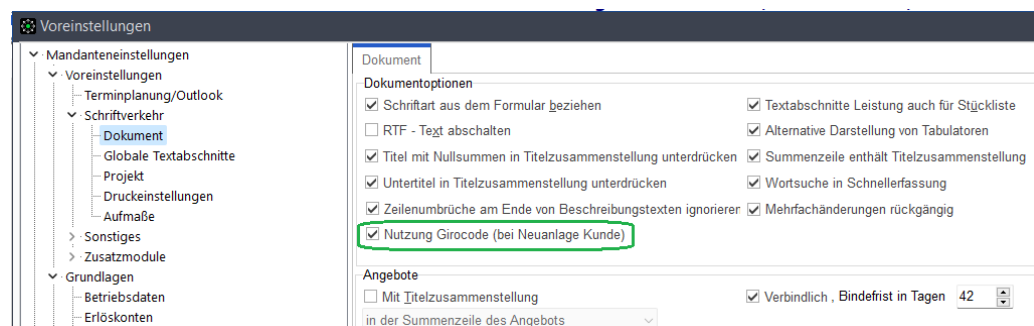 Voreinstellungen
Mandanteneinstellungen
Voreinstellungen
Terminplanung/Outlook
Schriftverkehr
Dokument
Globale Textabschnitte
Projekt
Druckeinstellungen
Aufmaße
Sonstiges
Zusatzmodule
Grundlagen
Betriebsdaten
Erlöskonten
Dokument
Dokumentoptionen
Schriftart aus dem Formular beziehen
Textabschnitte Leistung auch für Stückliste
RTF - Text abschalten
Alternative Darstellung von Tabulatoren
Titel mit Nullsummen in Titelzusammenstellung unterdrücken
Summenzeile enthält Titelzusammenstellung
Untertitel in Titelzusammenstellung unterdrücken
Wortsuche in Schnellerfassung
Zeilenumbrüche am Ende von Beschreibungstexten ignorieren
Mehrfachänderungen rückgängig
Nutzung Girocode (bei Neuanlage Kunde)
Angebote
Mit Titelzusammenstellung
Verbindlich , Bindefrist in Tagen 42
in der Summenzeile des Angebots